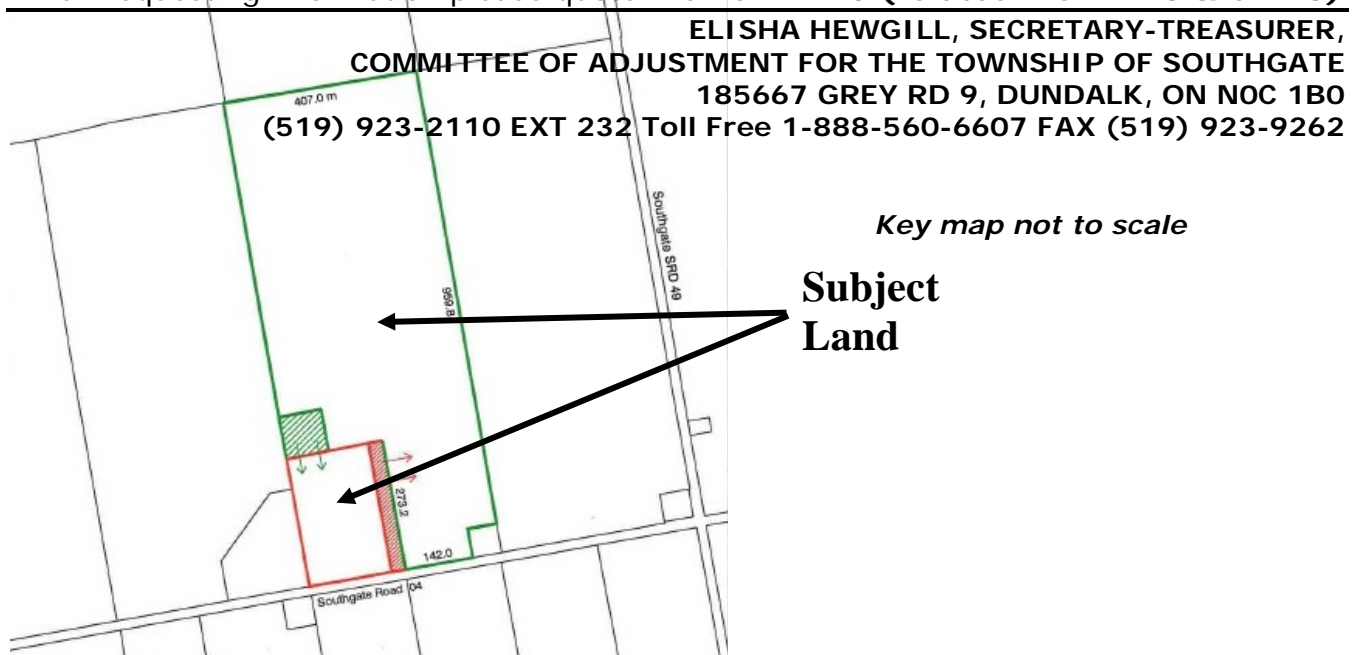 ELISHA HEWGILL, SECRETARY-TREASURER,
COMMITTEE OF ADJUSTMENT FOR THE TOWNSHIP OF SOUTHGATE
185667 GREY RD 9, DUNDALK, ON N0C 1B0
(519) 923-2110 EXT 232 Toll Free 1-888-560-6607 FAX (519) 923-9262
407.0 m
Southgate SRD 49
Key map not to scale
Subject
Land
959.8
273.2
142.0
Southgate Road 04